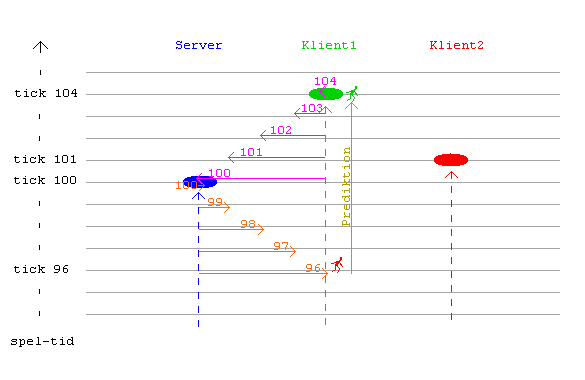 Server Klient1 Klient2
104
tick 104
103
102
101
tick 101
100
tick 100
100
99
98
97
96
tick 96
Prediktion
spel-tid